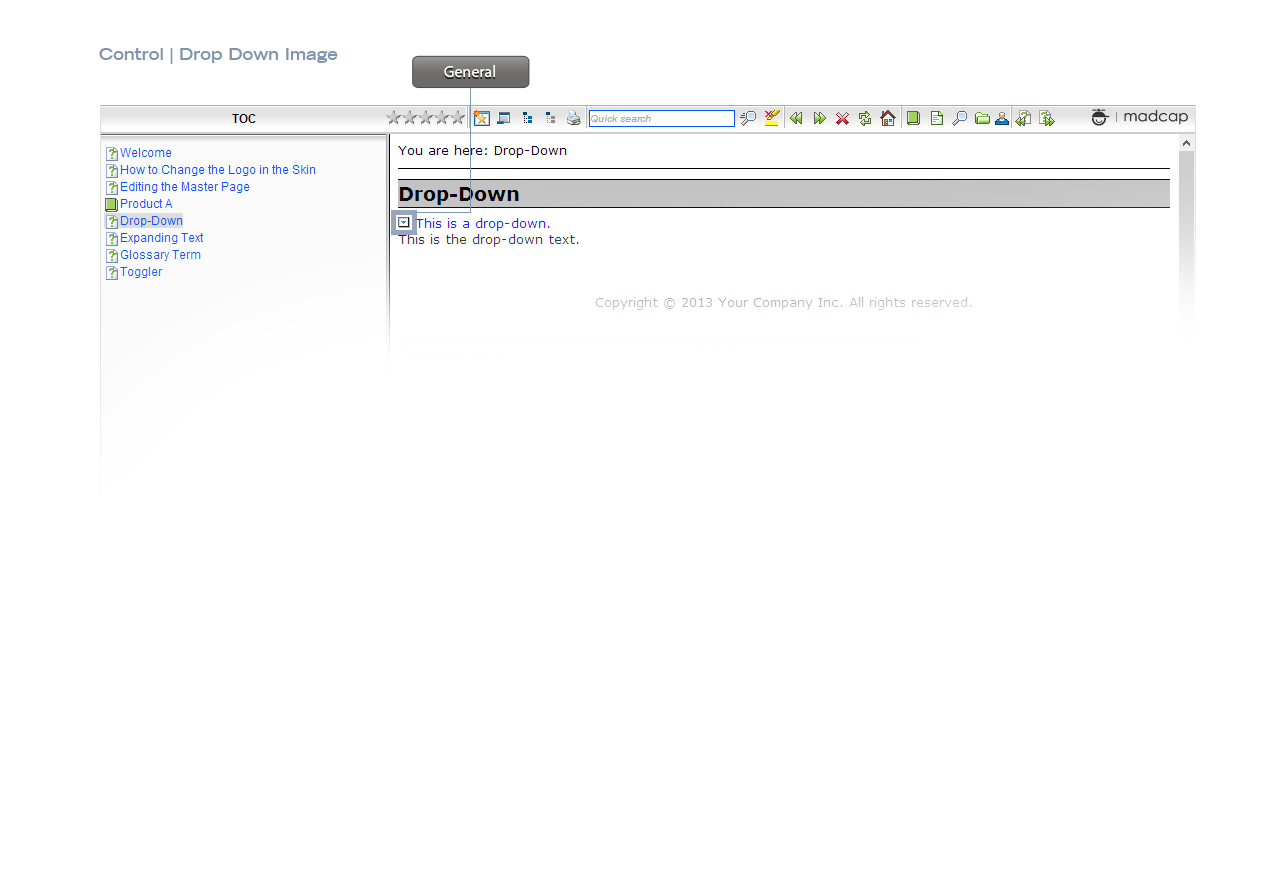 Control | Drop Down Image
General
TOC
Quick search
madcap
Welcome
How to Change the Logo in the Skin
Editing the Master Page
Product A
Drop-Down
Expanding Text
Glossary Term
Toggler
You are here: Drop-Down
Drop-Down
This is a drop-down.
This is the drop-down text.
Copyright © 2013 Your Company Inc. All rights reserved.